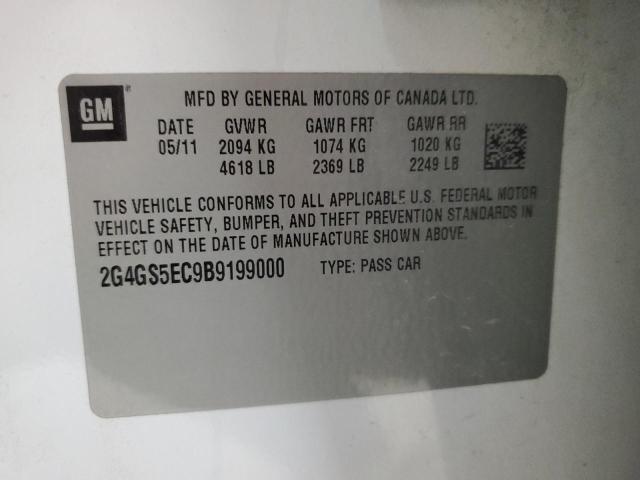 GM
MFD BY GENERAL MOTORS OF CANADA LTD.
DATE GVWR GAWR FRT GAWR RR
05/11 2094 KG 1074 KG 1020 KG
4618 LB 2369 LB 2249 LB
THIS VEHICLE CONFORMS TO ALL APPLICABLE U.S. FEDERAL MOTOR
VEHICLE SAFETY, BUMPER, AND THEFT PREVENTION STANDARDS IN
EFFECT ON THE DATE OF MANUFACTURE SHOWN ABOVE.
2G4GS5EC9B9199000 TYPE: PASS CAR